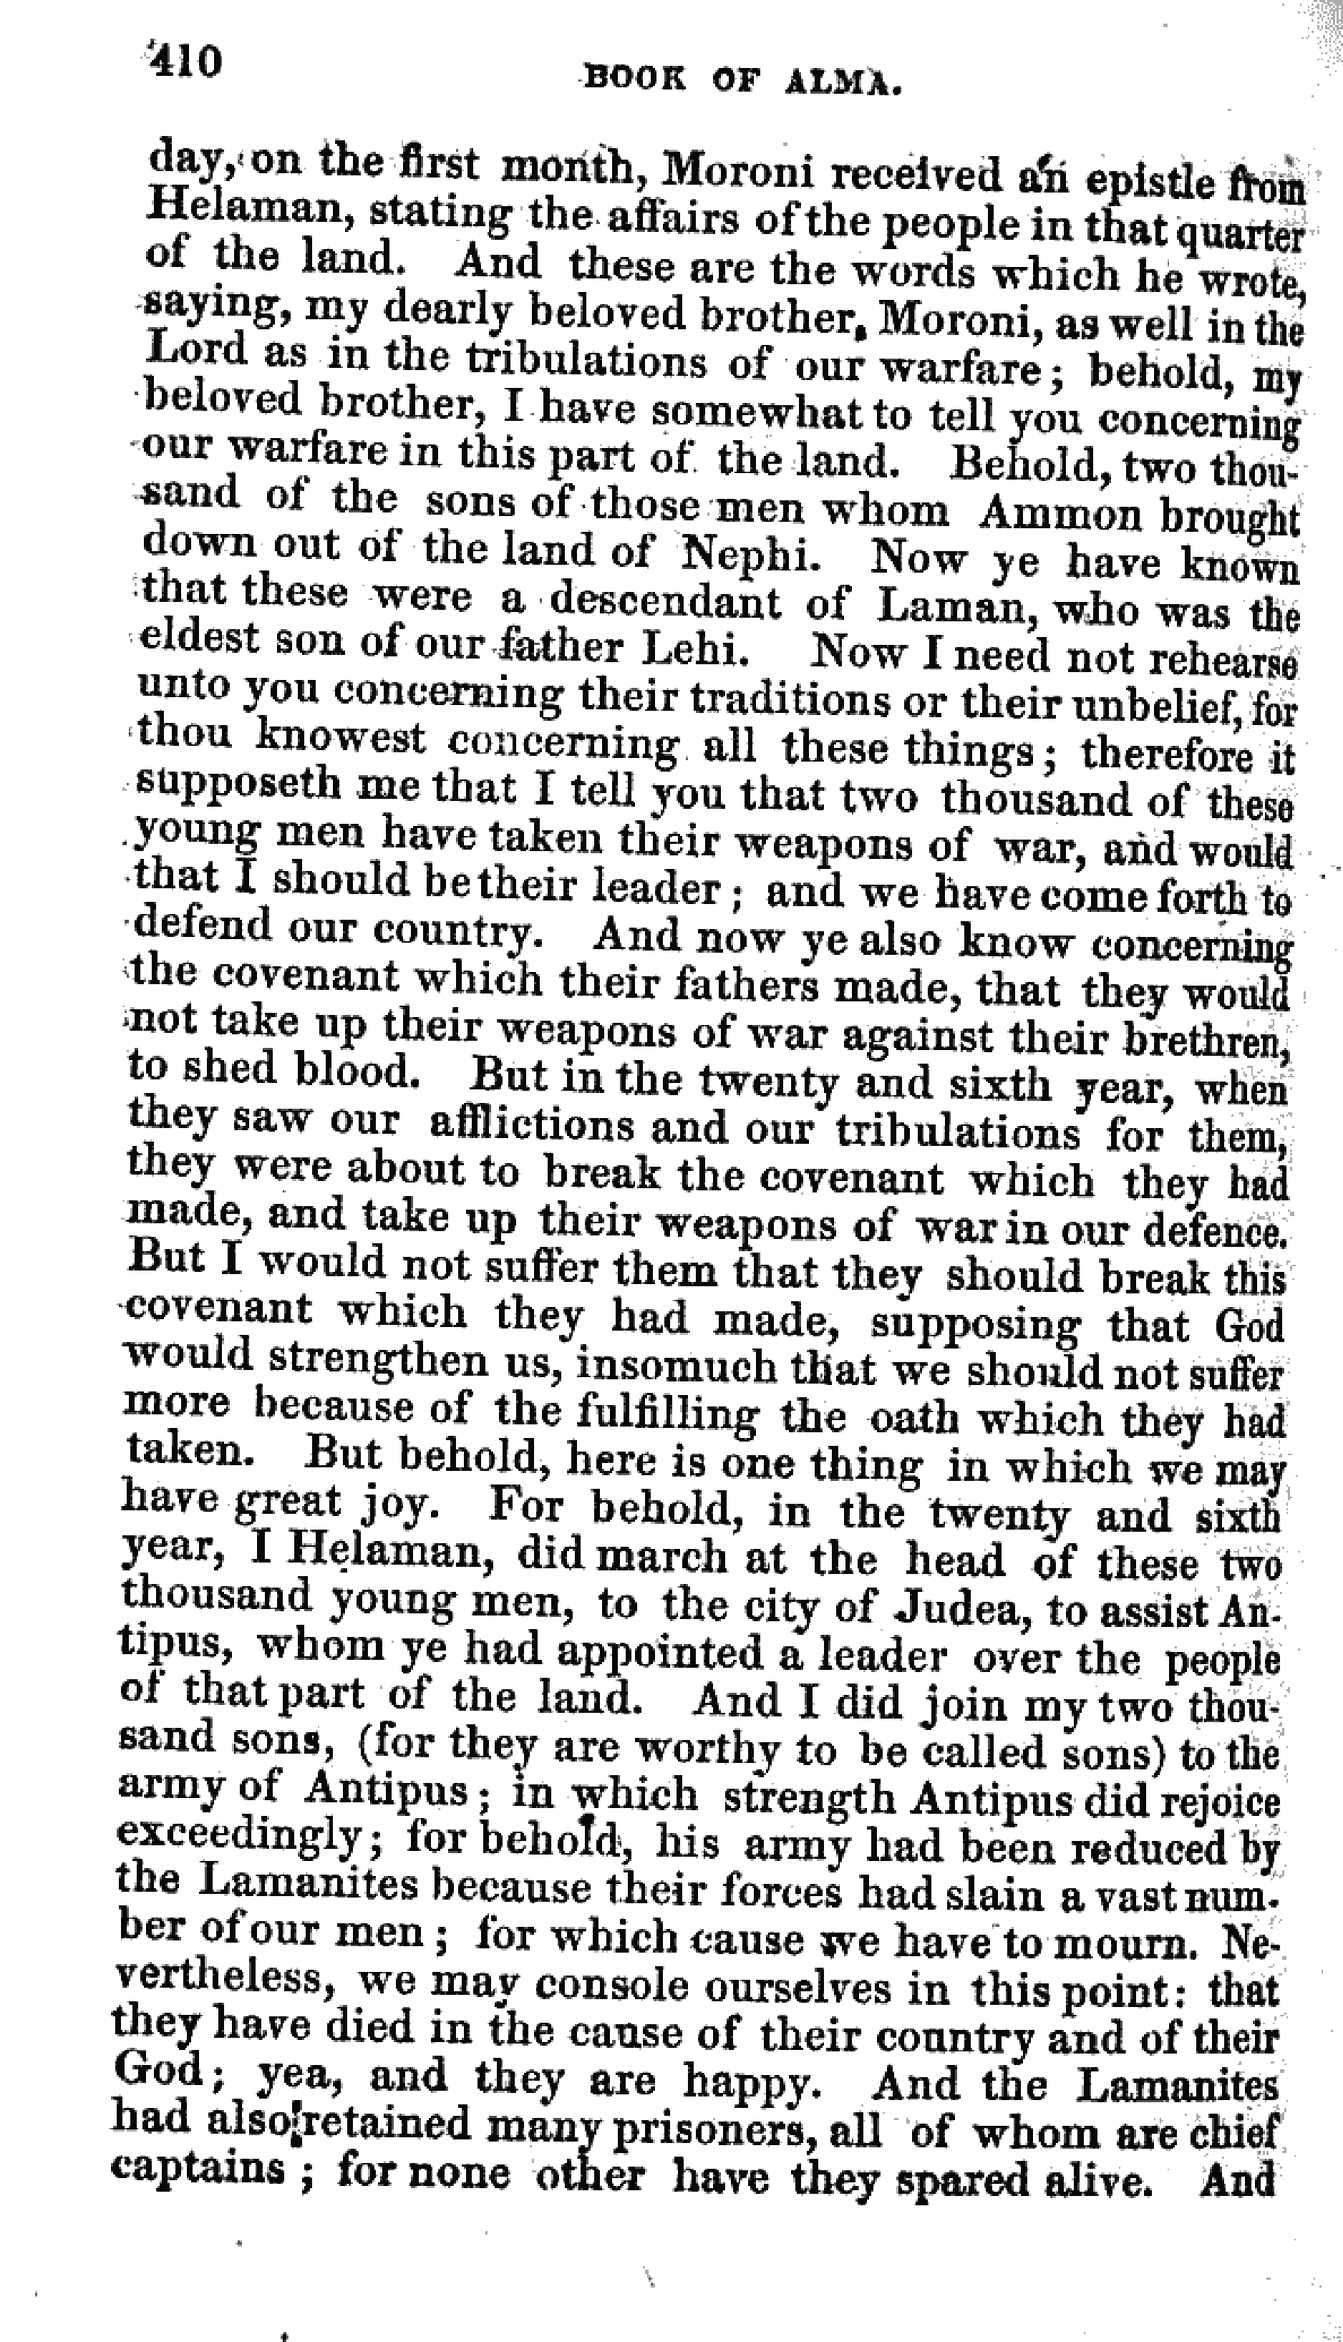 410
BOOK OF ALMA.
day, on the first month, Moroni received an epistle from
Helaman, stating the affairs of the people in that quarter
of the land. And these are the words which he wrote,
saying, my dearly beloved brother, Moroni, as well in the
Lord as in the tribulations of our warfare; behold, my
beloved brother, I have somewhat to tell you concerning
our warfare in this part of the land. Behold, two thou-
sand of the sons of those men whom Ammon brought
down out of the land of Nephi. Now ye have known
that these were a descendant of Laman, who was the
eldest son of our father Lehi. Now I need not rehearse
unto you concerning their traditions or their unbelief, for
thou knowest concerning all these things; therefore it
supposeth me that I tell you that two thousand of these
young men have taken their weapons of war, and would
that I should be their leader; and we have come forth to
defend our country. And now ye also know concerning
the covenant which their fathers made, that they would
not take up their weapons of war against their brethren,
to shed blood. But in the twenty and sixth year, when
they saw our afflictions and our tribulations for them,
they were about to break the covenant which they had
made, and take up their weapons of war in our defence.
But I would not suffer them that they should break this
covenant which they had made, supposing that God
would strengthen us, insomuch that we should not suffer
more because of the fulfilling the oath which they had
taken. But behold, here is one thing in which we may
have great joy. For behold, in the twenty and sixth
year, I Helaman, did march at the head of these two
thousand young men, to the city of Judea, to assist An-
tipus, whom ye had appointed a leader over the people
of that part of the land. And I did join my two thou-
sand sons, (for they are worthy to be called sons) to the
army of Antipus; in which strength Antipus did rejoice
exceedingly; for behold, his army had been reduced by
the Lamanites because their forces had slain a vast num-
ber of our men; for which cause we have to mourn. Ne-
vertheless, we may console ourselves in this point: that
they have died in the cause of their country and of their
God; yea, and they are happy. And the Lamanites
had also retained many prisoners, all of whom are chief
captains; for none other have they spared alive. And